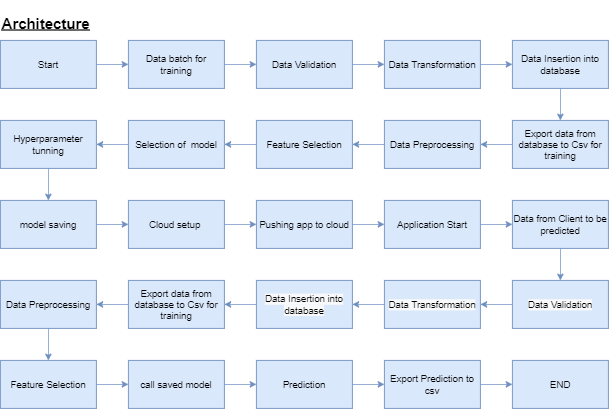 Architecture
Start
Data batch for
training
Data Validation
Data Transformation
Data Insertion into
database
Hyperparameter
tunning
Selection of model
Feature Selection
Data Preprocessing
Export data from
database to Csv for
training
model saving
Cloud setup
Pushing app to cloud
Application Start
Data from Client to be
predicted
Data Preprocessing
Export data from
database to Csv for
training
Data Insertion into
database
Data Transformation
Data Validation
Feature Selection
call saved model
Prediction
Export Prediction to
csv
END